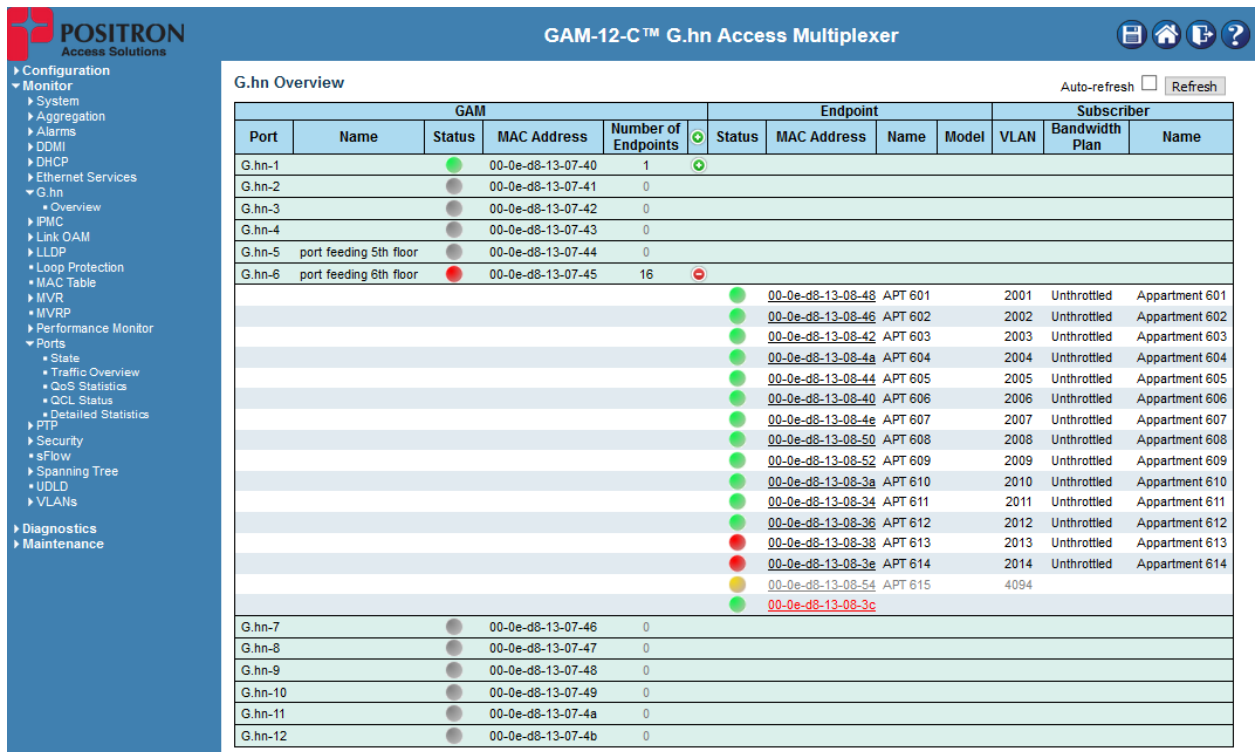 POSITRON
Access Solutions
GAM-12-C™ G.hn Access Multiplexer
?
Configuration
Monitor
System
Aggregation
Alarms
DDMI
DHCP
Ethernet Services
G.hn
Overview
IPMC
Link OAM
LLDP
Loop Protection
MAC Table
MVR
MVRP
Performance Monitor
Ports
State
Traffic Overview
QoS Statistics
QCL Status
Detailed Statistics
PTP
Security
sFlow
Spanning Tree
UDLD
VLANs
Diagnostics
Maintenance
G.hn Overview
Auto-refresh Refresh
GAM Endpoint Subscriber
Port Name Status MAC Address Number of Endpoints Status MAC Address Name Model VLAN Bandwidth Plan Name
G.hn-1 00-0e-d8-13-07-40 1
G.hn-2 00-0e-d8-13-07-41 0
G.hn-3 00-0e-d8-13-07-42 0
G.hn-4 00-0e-d8-13-07-43 0
G.hn-5 port feeding 5th floor 00-0e-d8-13-07-44 0
G.hn-6 port feeding 6th floor 00-0e-d8-13-07-45 16
00-0e-d8-13-08-48 APT 601 2001 Unthrottled Appartment 601
00-0e-d8-13-08-46 APT 602 2002 Unthrottled Appartment 602
00-0e-d8-13-08-42 APT 603 2003 Unthrottled Appartment 603
00-0e-d8-13-08-4a APT 604 2004 Unthrottled Appartment 604
00-0e-d8-13-08-44 APT 605 2005 Unthrottled Appartment 605
00-0e-d8-13-08-40 APT 606 2006 Unthrottled Appartment 606
00-0e-d8-13-08-4e APT 607 2007 Unthrottled Appartment 607
00-0e-d8-13-08-50 APT 608 2008 Unthrottled Appartment 608
00-0e-d8-13-08-52 APT 609 2009 Unthrottled Appartment 609
00-0e-d8-13-08-3a APT 610 2010 Unthrottled Appartment 610
00-0e-d8-13-08-34 APT 611 2011 Unthrottled Appartment 611
00-0e-d8-13-08-36 APT 612 2012 Unthrottled Appartment 612
00-0e-d8-13-08-38 APT 613 2013 Unthrottled Appartment 613
00-0e-d8-13-08-3e APT 614 2014 Unthrottled Appartment 614
00-0e-d8-13-08-54 APT 615 4094
00-0e-d8-13-08-3c
G.hn-7 00-0e-d8-13-07-46 0
G.hn-8 00-0e-d8-13-07-47 0
G.hn-9 00-0e-d8-13-07-48 0
G.hn-10 00-0e-d8-13-07-49 0
G.hn-11 00-0e-d8-13-07-4a 0
G.hn-12 00-0e-d8-13-07-4b 0